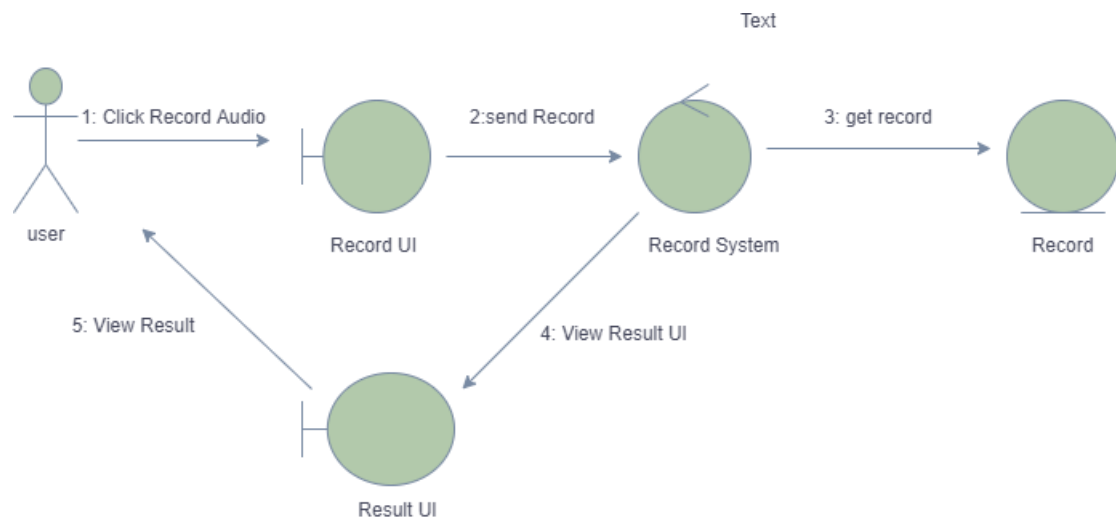 Text
1: Click Record Audio
2:send Record
3: get record
user
Record UI
Record System
Record
5: View Result
4: View Result UI
Result UI